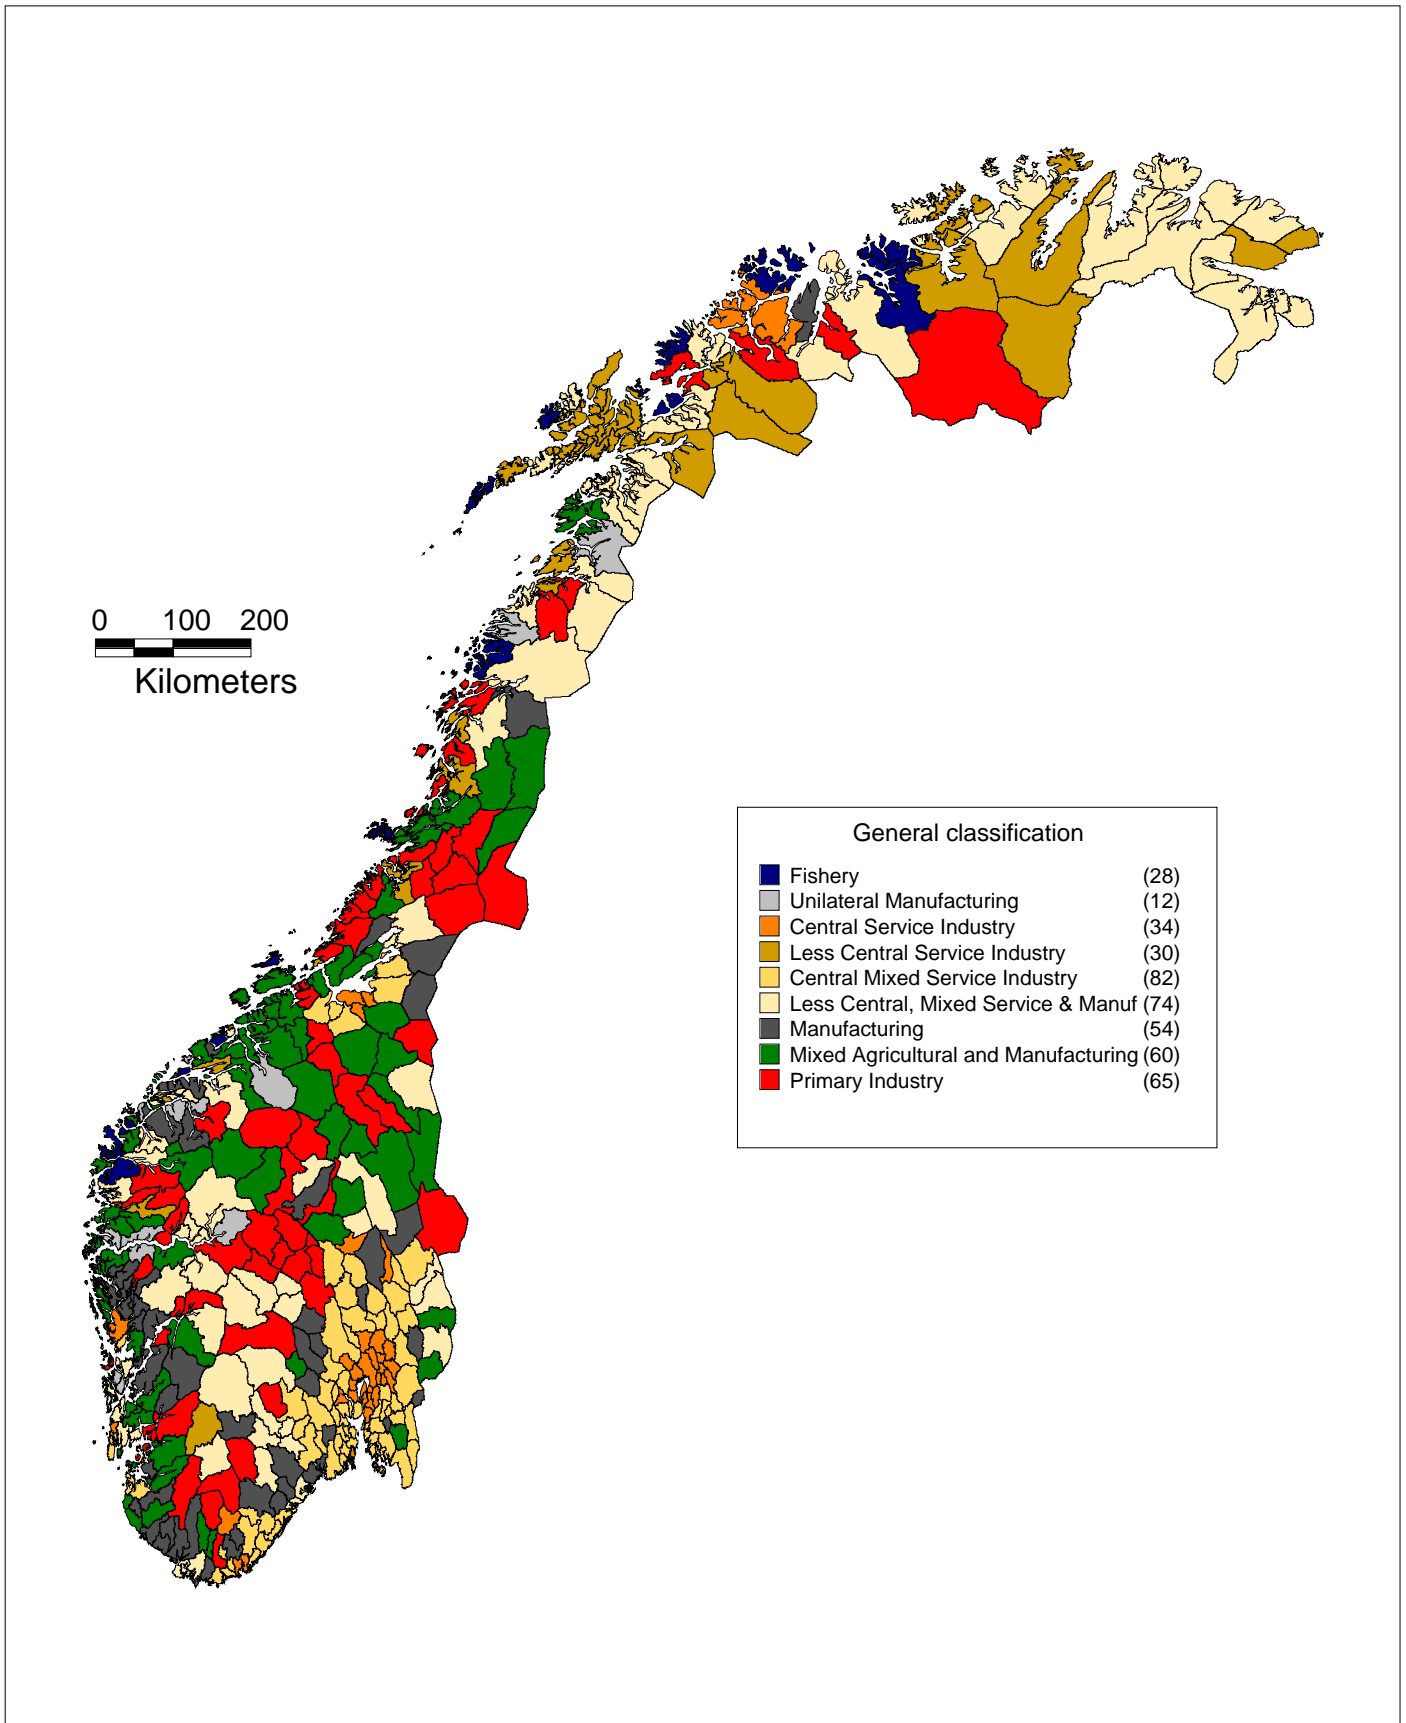 0 100 200
Kilometers
General classification
Fishery (28)
Unilateral Manufacturing (12)
Central Service Industry (34)
Less Central Service Industry (30)
Central Mixed Service Industry (82)
Less Central, Mixed Service & Manuf (74)
Manufacturing (54)
Mixed Agricultural and Manufacturing (60)
Primary Industry (65)